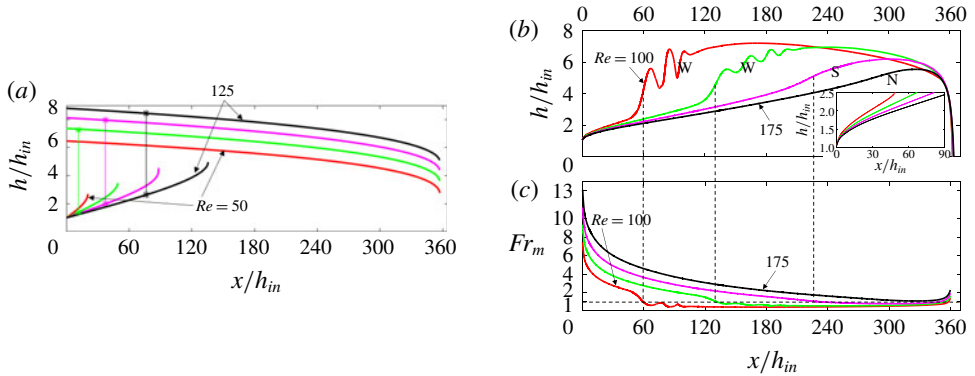 (a)
125
8
6
4
2
h/h_in
Re = 50
0 60 120 180 240 300 360
x/h_in
(b)
0 60 120 180 240 300 360
8
6
4
2
0
h/h_in
Re = 100
W
W
S
N
175
2.5
2.0
1.5
1.0
h/h_in
0 30 60 90
x/h_in
(c)
13
10
8
6
4
2
1
Fr_m
Re = 100
175
0 60 120 180 240 300 360
x/h_in